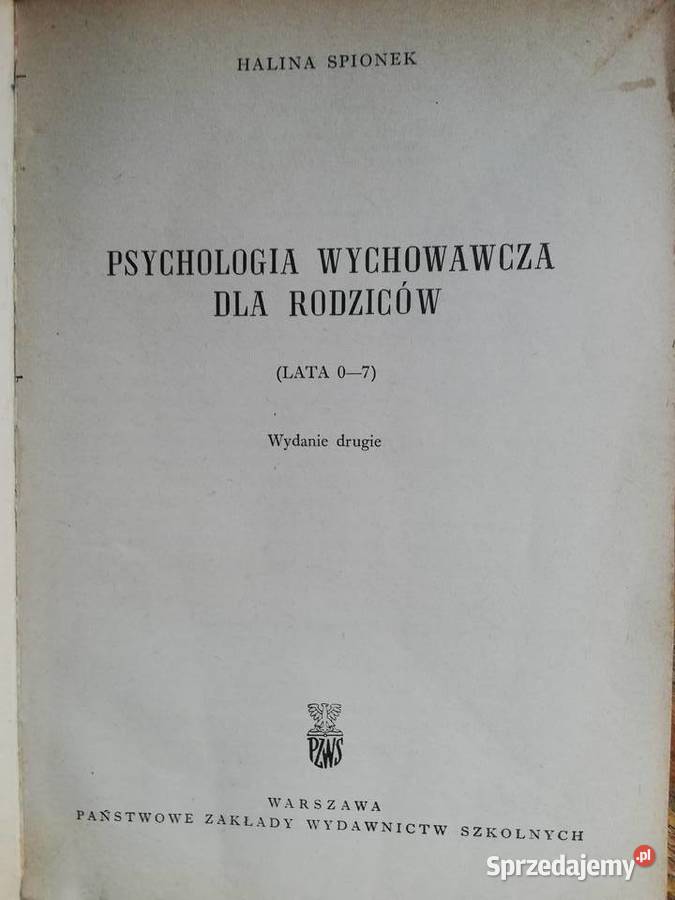 HALINA SPIONEK
PSYCHOLOGIA WYCHOWAWCZA
DLA RODZICÓW
(LATA 0—7)
Wydanie drugie
PZWS
WARSZAWA
PAŃSTWOWE ZAKŁADY WYDAWNICTW SZKOLNYCH
Sprzedajemy.pl